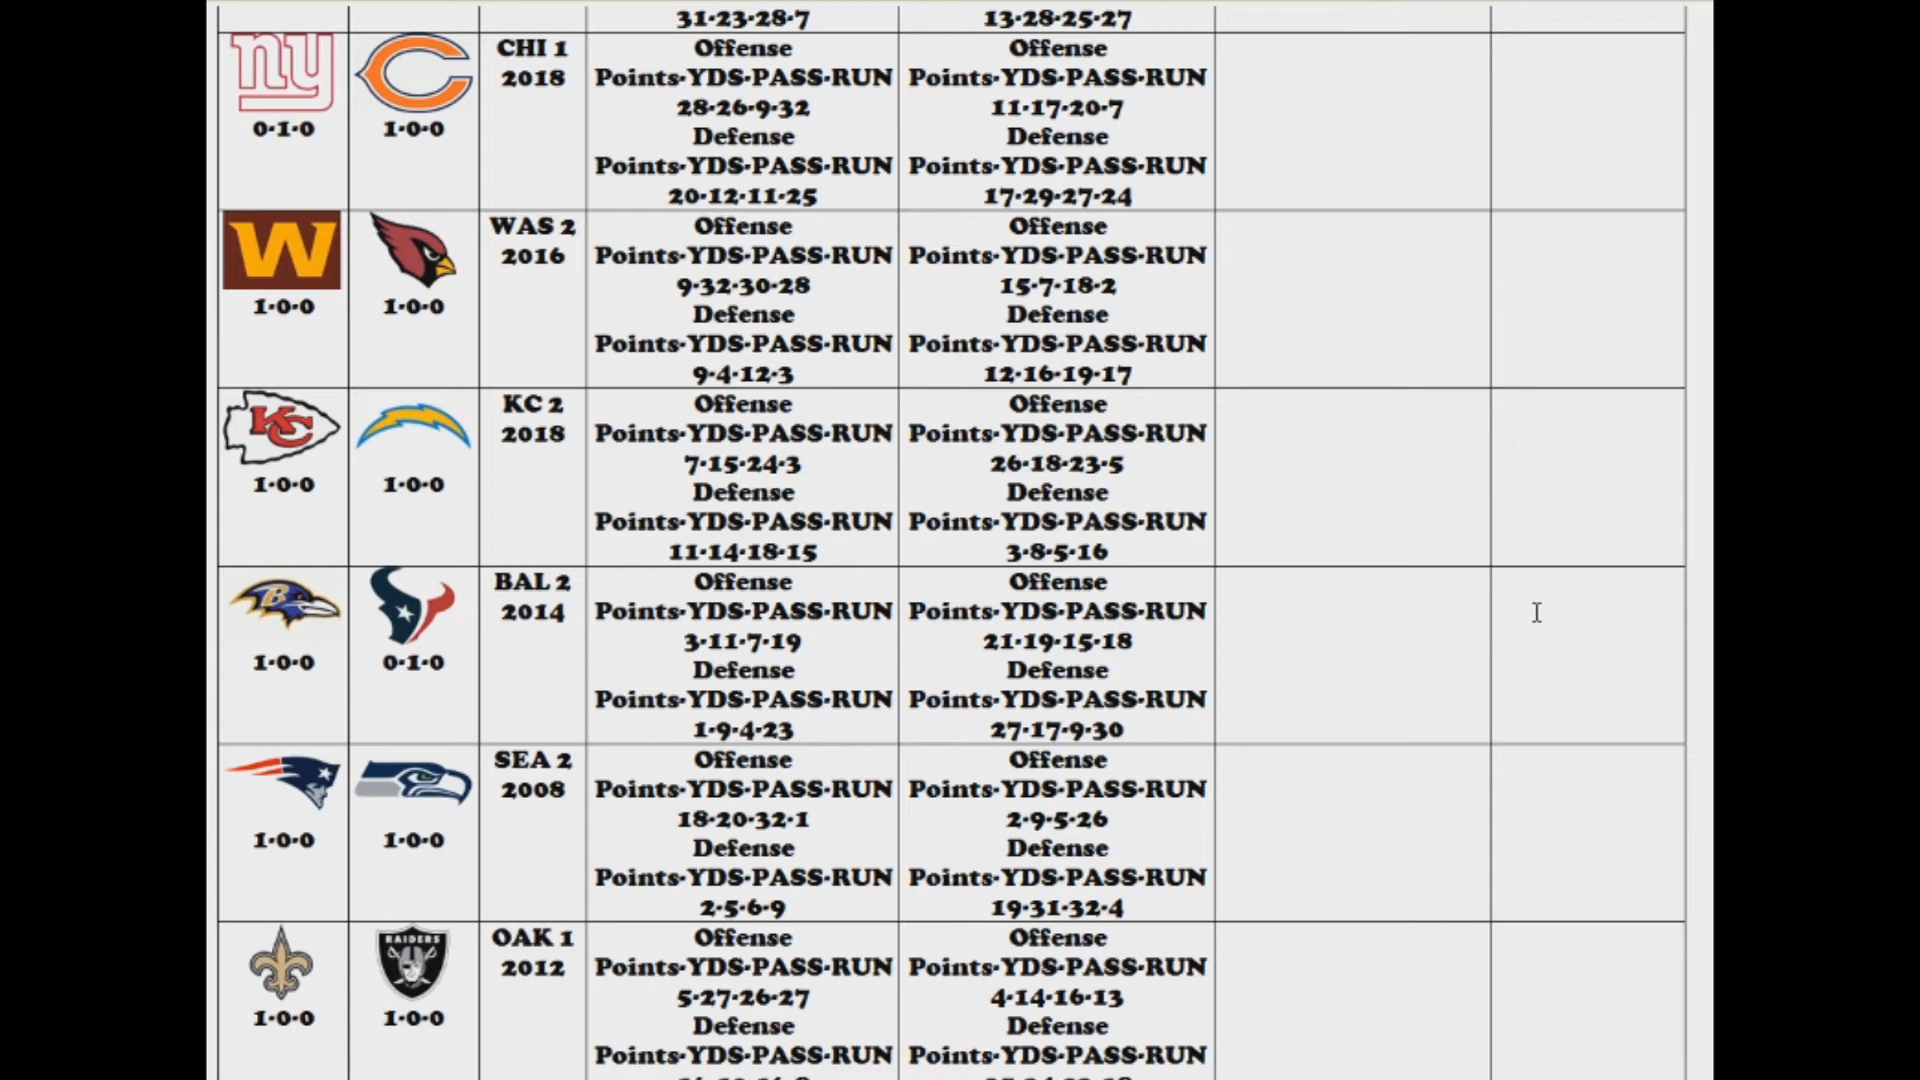 31-23-28-7
13-28-25-27
ny
0-1-0
C
1-0-0
CHI 1
2018
Offense
Points-YDS-PASS-RUN
28-26-9-32
Defense
Points-YDS-PASS-RUN
20-12-11-25
Offense
Points-YDS-PASS-RUN
11-17-20-7
Defense
Points-YDS-PASS-RUN
17-29-27-24
W
1-0-0
1-0-0
WAS 2
2016
Offense
Points-YDS-PASS-RUN
9-32-30-28
Defense
Points-YDS-PASS-RUN
9-4-12-3
Offense
Points-YDS-PASS-RUN
15-7-18-2
Defense
Points-YDS-PASS-RUN
12-16-19-17
KC
1-0-0
1-0-0
KC 2
2018
Offense
Points-YDS-PASS-RUN
7-15-24-3
Defense
Points-YDS-PASS-RUN
11-14-18-15
Offense
Points-YDS-PASS-RUN
26-18-23-5
Defense
Points-YDS-PASS-RUN
3-8-5-16
B
1-0-0
0-1-0
BAL 2
2014
Offense
Points-YDS-PASS-RUN
3-11-7-19
Defense
Points-YDS-PASS-RUN
1-9-4-23
Offense
Points-YDS-PASS-RUN
21-19-15-18
Defense
Points-YDS-PASS-RUN
27-17-9-30
1-0-0
1-0-0
SEA 2
2008
Offense
Points-YDS-PASS-RUN
18-20-32-1
Defense
Points-YDS-PASS-RUN
2-5-6-9
Offense
Points-YDS-PASS-RUN
2-9-5-26
Defense
Points-YDS-PASS-RUN
19-31-32-4
1-0-0
RAIDERS
1-0-0
OAK 1
2012
Offense
Points-YDS-PASS-RUN
5-27-26-27
Defense
Points-YDS-PASS-RUN
Offense
Points-YDS-PASS-RUN
4-14-16-13
Defense
Points-YDS-PASS-RUN